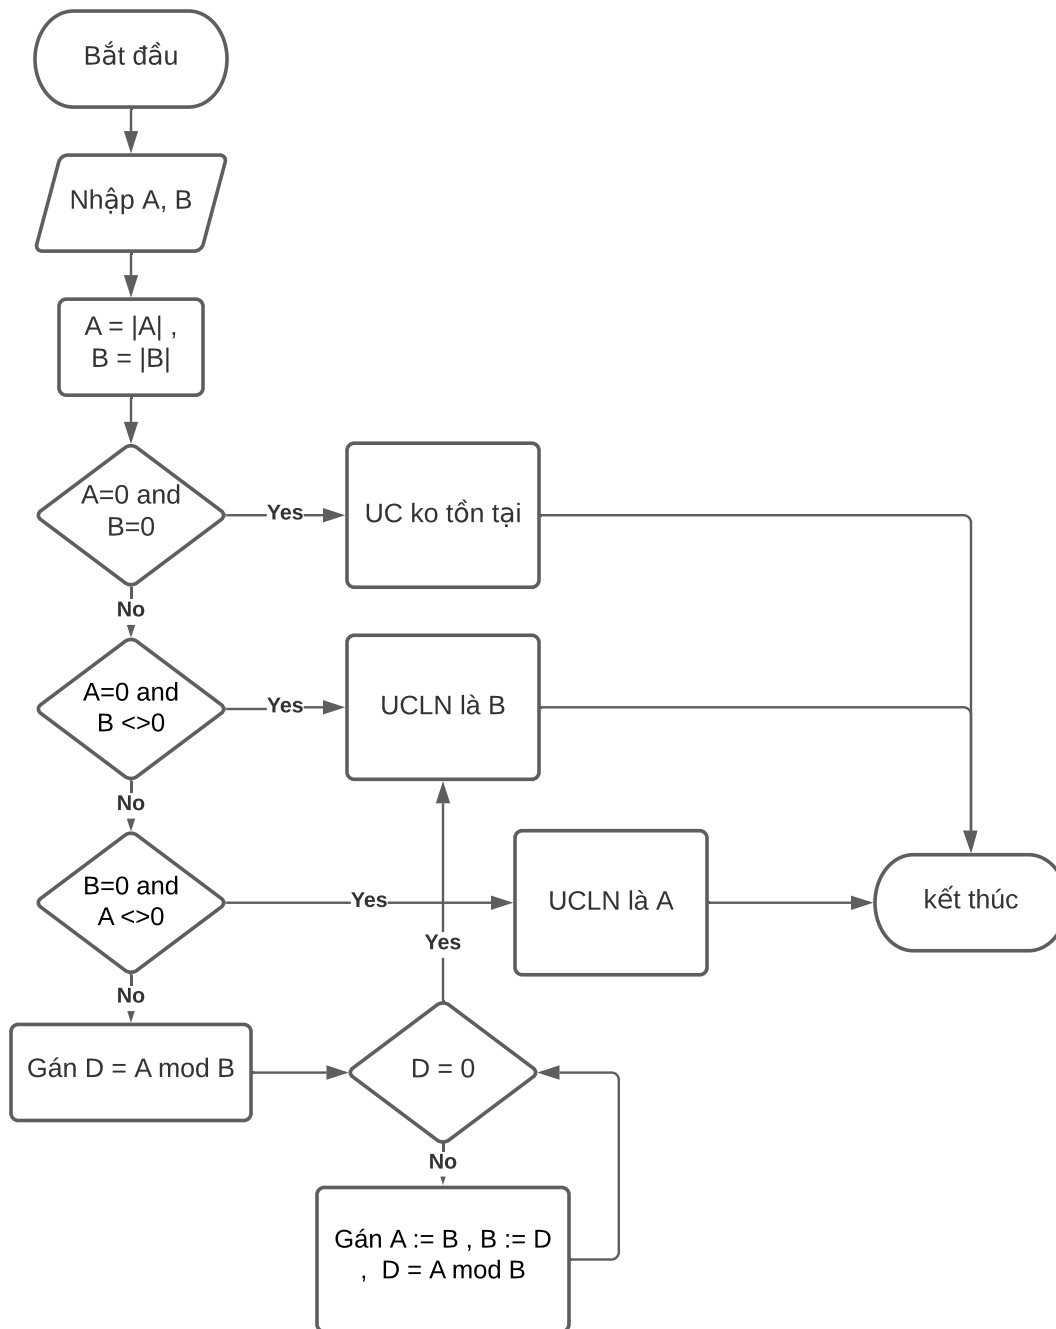 Bắt đầu
Nhập A, B
A = |A| ,
B = |B|
A=0 and
B=0
Yes
UC ko tồn tại
No
A=0 and
B <>0
Yes
UCLN là B
No
B=0 and
A <>0
Yes
UCLN là A
kết thúc
Yes
No
Gán D = A mod B
D = 0
No
Gán A := B , B := D
, D = A mod B